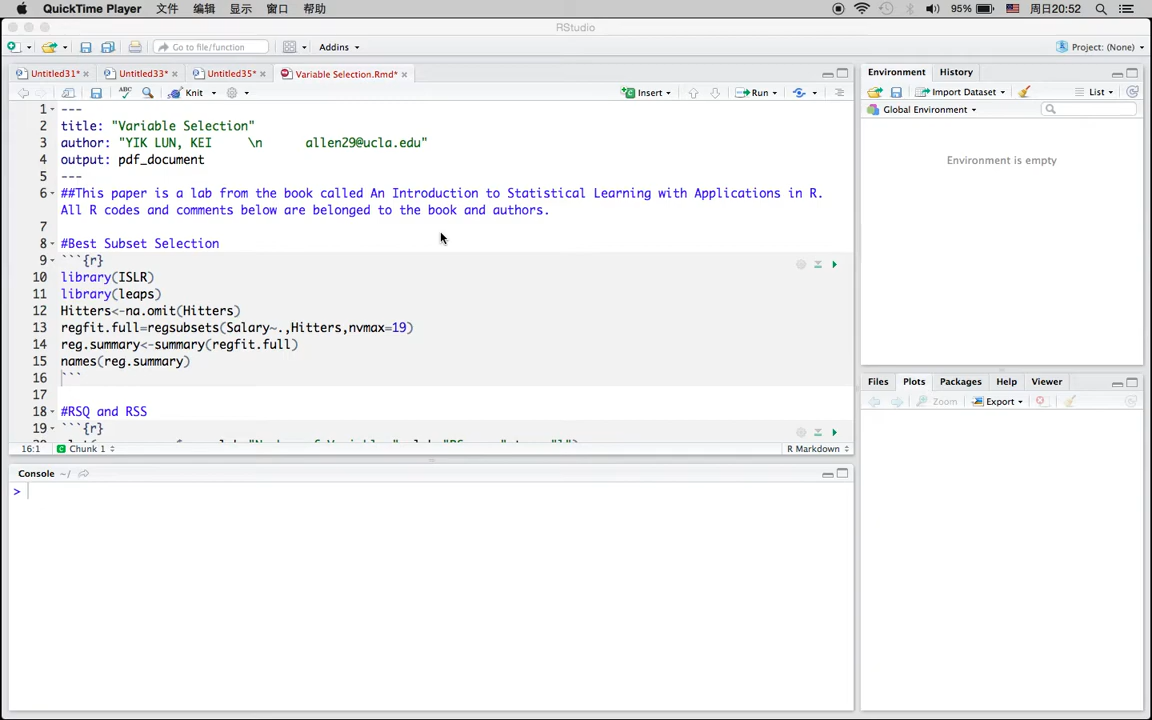 QuickTime Player 文件 编辑 显示 窗口 帮助 95% 周日20:52
RStudio
Go to file/function Addins Project: (None)
Untitled31* Untitled33* Untitled35* Variable Selection.Rmd*
ABC Knit Insert Run
1 ---
2 title: "Variable Selection"
3 author: "YIK LUN, KEI \n allen29@ucla.edu"
4 output: pdf_document
5 ---
6 ##This paper is a lab from the book called An Introduction to Statistical Learning with Applications in R.
All R codes and comments below are belonged to the book and authors.
7
8 #Best Subset Selection
9 ```{r}
10 library(ISLR)
11 library(leaps)
12 Hitters<-na.omit(Hitters)
13 regfit.full=regsubsets(Salary~.,Hitters,nvmax=19)
14 reg.summary<-summary(regfit.full)
15 names(reg.summary)
16 ```
17
18 #RSQ and RSS
19 ```{r}
16:1 Chunk 1 R Markdown
Console ~/
>
Environment History
Import Dataset List
Global Environment
Environment is empty
Files Plots Packages Help Viewer
Zoom Export